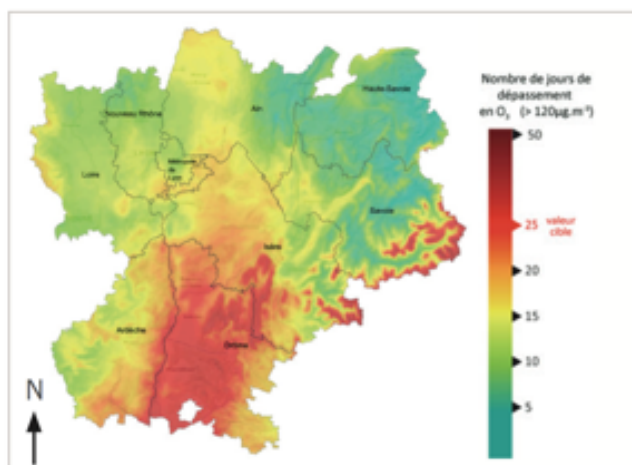 Nombre de jours de
dépassement
en O₃ (> 120µg.m⁻³)
50
25 valeur
cible
20
15
10
5
Haute-Savoie
Ain
Nouveau Rhône
Métropole
de Lyon
Loire
Savoie
Isère
Ardèche
Drôme
N